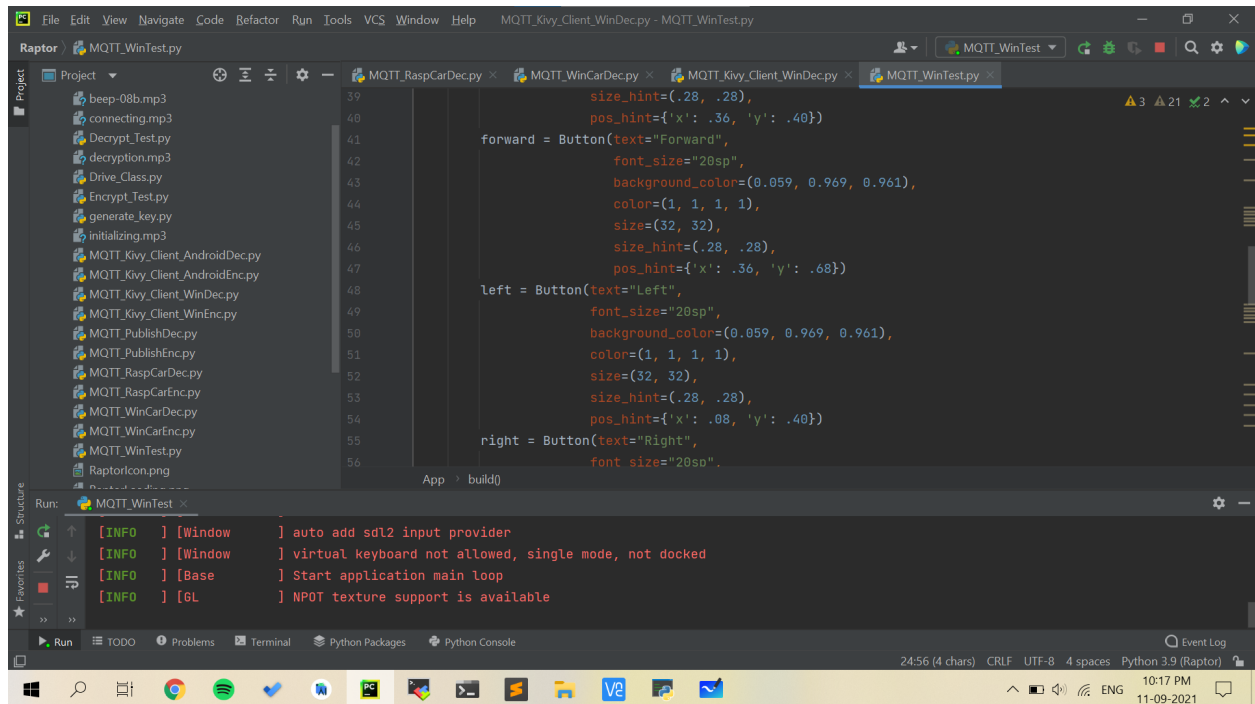 File Edit View Navigate Code Refactor Run Tools VCS Window Help MQTT_Kivy_Client_WinDec.py - MQTT_WinTest.py
Raptor MQTT_WinTest.py MQTT_WinTest
Project
MQTT_RaspCarDec.py MQTT_WinCarDec.py MQTT_Kivy_Client_WinDec.py MQTT_WinTest.py
Project
beep-08b.mp3
connecting.mp3
Decrypt_Test.py
decryption.mp3
Drive_Class.py
Encrypt_Test.py
generate_key.py
initializing.mp3
MQTT_Kivy_Client_AndroidDec.py
MQTT_Kivy_Client_AndroidEnc.py
MQTT_Kivy_Client_WinDec.py
MQTT_Kivy_Client_WinEnc.py
MQTT_PublishDec.py
MQTT_PublishEnc.py
MQTT_RaspCarDec.py
MQTT_RaspCarEnc.py
MQTT_WinCarDec.py
MQTT_WinCarEnc.py
MQTT_WinTest.py
RaptorIcon.png
39 size_hint=(.28, .28),
40 pos_hint={'x': .36, 'y': .40})
41 forward = Button(text="Forward",
42 font_size="20sp",
43 background_color=(0.059, 0.969, 0.961),
44 color=(1, 1, 1, 1),
45 size=(32, 32),
46 size_hint=(.28, .28),
47 pos_hint={'x': .36, 'y': .68})
48 left = Button(text="Left",
49 font_size="20sp",
50 background_color=(0.059, 0.969, 0.961),
51 color=(1, 1, 1, 1),
52 size=(32, 32),
53 size_hint=(.28, .28),
54 pos_hint={'x': .08, 'y': .40})
55 right = Button(text="Right",
56 font_size="20sp",
3 21 2
App build()
Structure
Favorites
Run: MQTT_WinTest
[INFO ] [Window ] auto add sdl2 input provider
[INFO ] [Window ] virtual keyboard not allowed, single mode, not docked
[INFO ] [Base ] Start application main loop
[INFO ] [GL ] NPOT texture support is available
Run TODO Problems Terminal Python Packages Python Console Event Log
24:56 (4 chars) CRLF UTF-8 4 spaces Python 3.9 (Raptor)
ENG 10:17 PM
11-09-2021